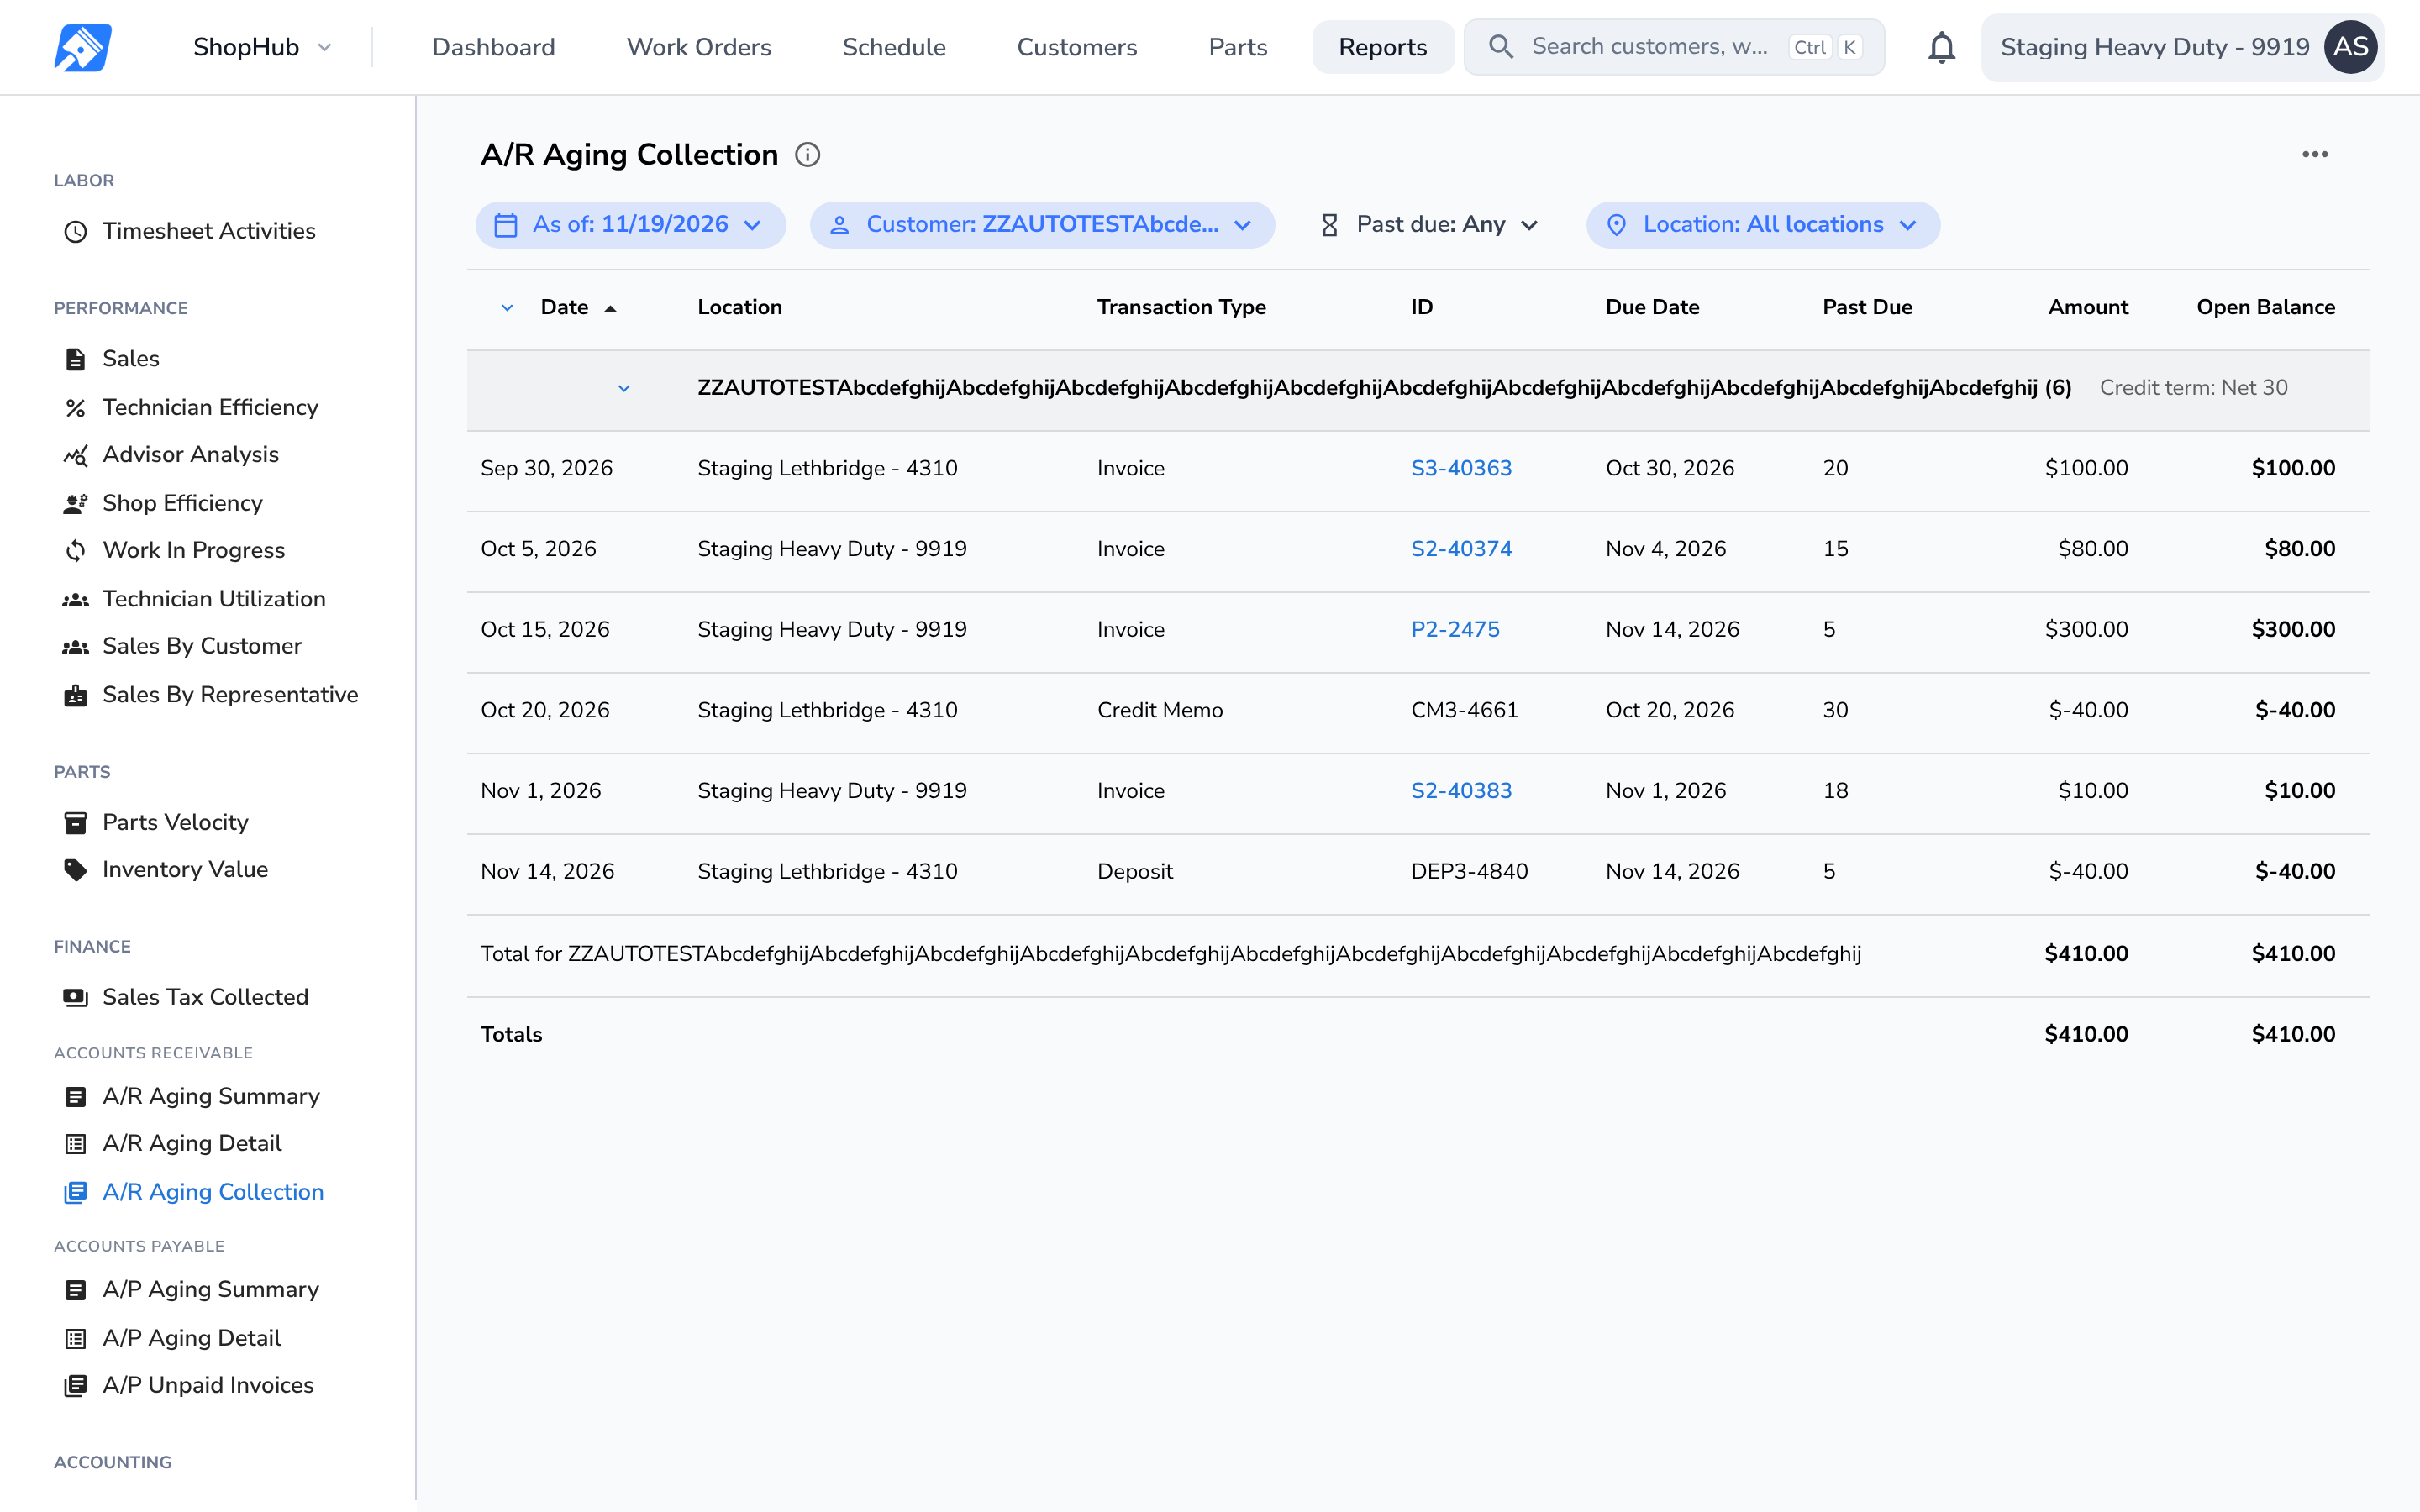 ShopHub Dashboard Work Orders Schedule Customers Parts Reports Search customers, w... Ctrl K Staging Heavy Duty - 9919 AS
LABOR
Timesheet Activities
PERFORMANCE
Sales
Technician Efficiency
Advisor Analysis
Shop Efficiency
Work In Progress
Technician Utilization
Sales By Customer
Sales By Representative
PARTS
Parts Velocity
Inventory Value
FINANCE
Sales Tax Collected
ACCOUNTS RECEIVABLE
A/R Aging Summary
A/R Aging Detail
A/R Aging Collection
ACCOUNTS PAYABLE
A/P Aging Summary
A/P Aging Detail
A/P Unpaid Invoices
ACCOUNTING
A/R Aging Collection
As of: 11/19/2026 Customer: ZZAUTOTESTAbcde... Past due: Any Location: All locations
Date Location Transaction Type ID Due Date Past Due Amount Open Balance
ZZAUTOTESTAbcdefghijAbcdefghijAbcdefghijAbcdefghijAbcdefghijAbcdefghijAbcdefghijAbcdefghijAbcdefghijAbcdefghijAbcdefghij (6) Credit term: Net 30
Sep 30, 2026 Staging Lethbridge - 4310 Invoice S3-40363 Oct 30, 2026 20 $100.00 $100.00
Oct 5, 2026 Staging Heavy Duty - 9919 Invoice S2-40374 Nov 4, 2026 15 $80.00 $80.00
Oct 15, 2026 Staging Heavy Duty - 9919 Invoice P2-2475 Nov 14, 2026 5 $300.00 $300.00
Oct 20, 2026 Staging Lethbridge - 4310 Credit Memo CM3-4661 Oct 20, 2026 30 $-40.00 $-40.00
Nov 1, 2026 Staging Heavy Duty - 9919 Invoice S2-40383 Nov 1, 2026 18 $10.00 $10.00
Nov 14, 2026 Staging Lethbridge - 4310 Deposit DEP3-4840 Nov 14, 2026 5 $-40.00 $-40.00
Total for ZZAUTOTESTAbcdefghijAbcdefghijAbcdefghijAbcdefghijAbcdefghijAbcdefghijAbcdefghijAbcdefghijAbcdefghijAbcdefghijAbcdefghij $410.00 $410.00
Totals $410.00 $410.00